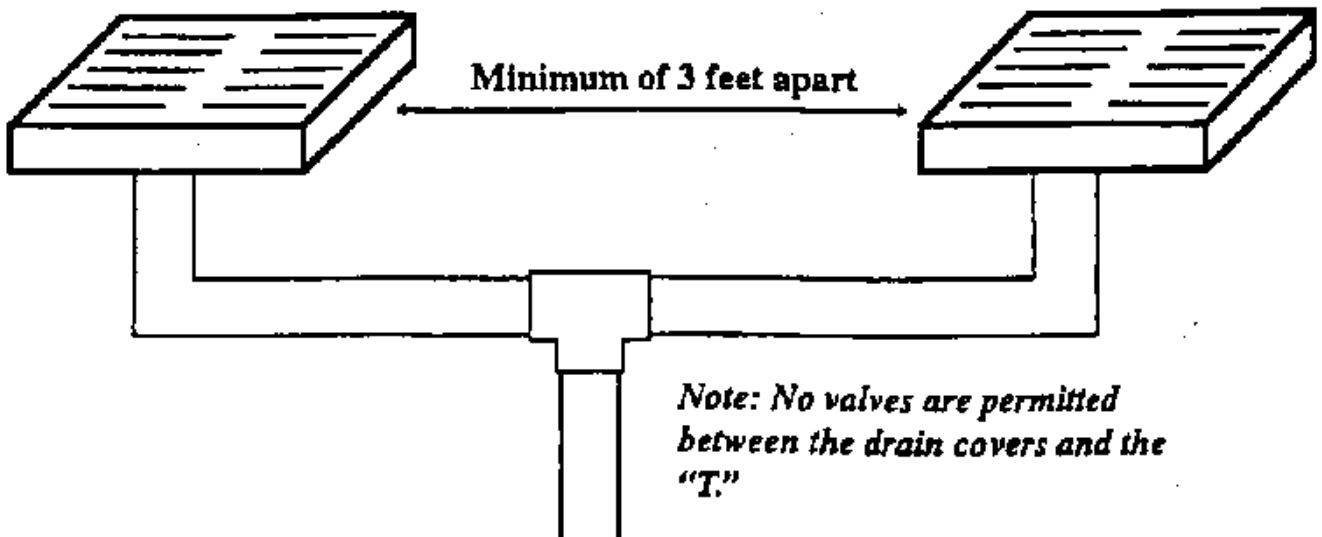 Minimum of 3 feet apart
Note: No valves are permitted
between the drain covers and the
“T.”